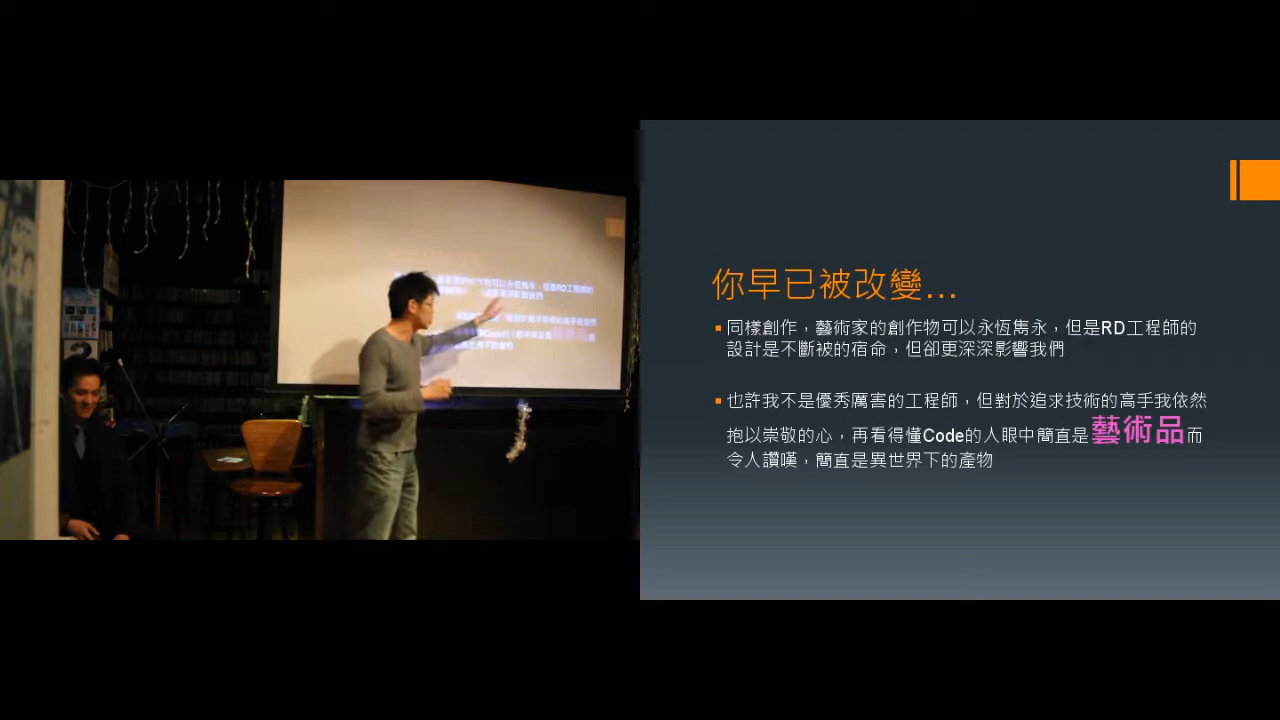 你早已被改變...
同樣創作，藝術家的創作物可以永恆雋永，但是RD工程師的
設計是不斷被的宿命，但卻更深深影響我們
也許我不是優秀厲害的工程師，但對於追求技術的高手我依然
抱以崇敬的心，再看得懂Code的人眼中簡直是藝術品而
令人讚嘆，簡直是異世界下的產物